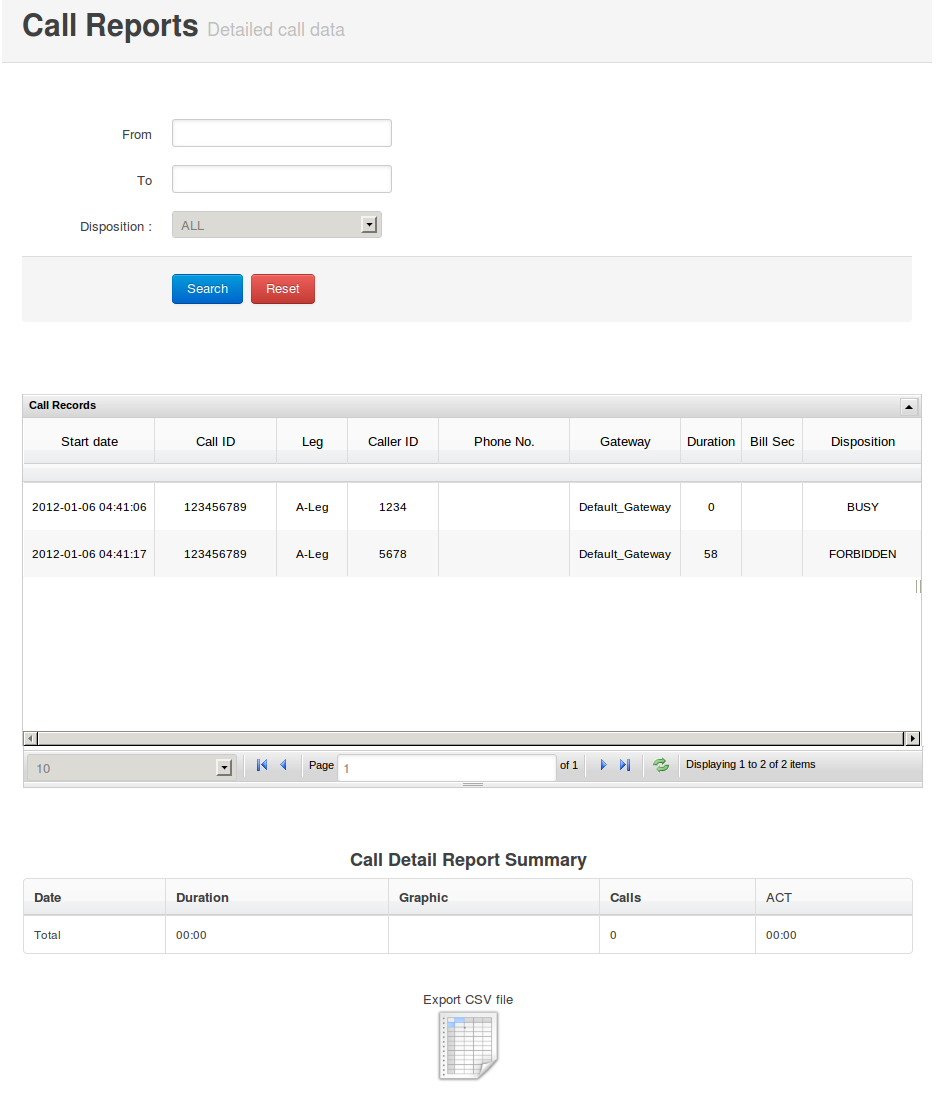 Call Reports Detailed call data
From
To
Disposition : ALL
Search Reset
Call Records
Start date Call ID Leg Caller ID Phone No. Gateway Duration Bill Sec Disposition
2012-01-06 04:41:06 123456789 A-Leg 1234 Default_Gateway 0 BUSY
2012-01-06 04:41:17 123456789 A-Leg 5678 Default_Gateway 58 FORBIDDEN
10 Page 1 of 1 Displaying 1 to 2 of 2 items
Call Detail Report Summary
Date Duration Graphic Calls ACT
Total 00:00 0 00:00
Export CSV file